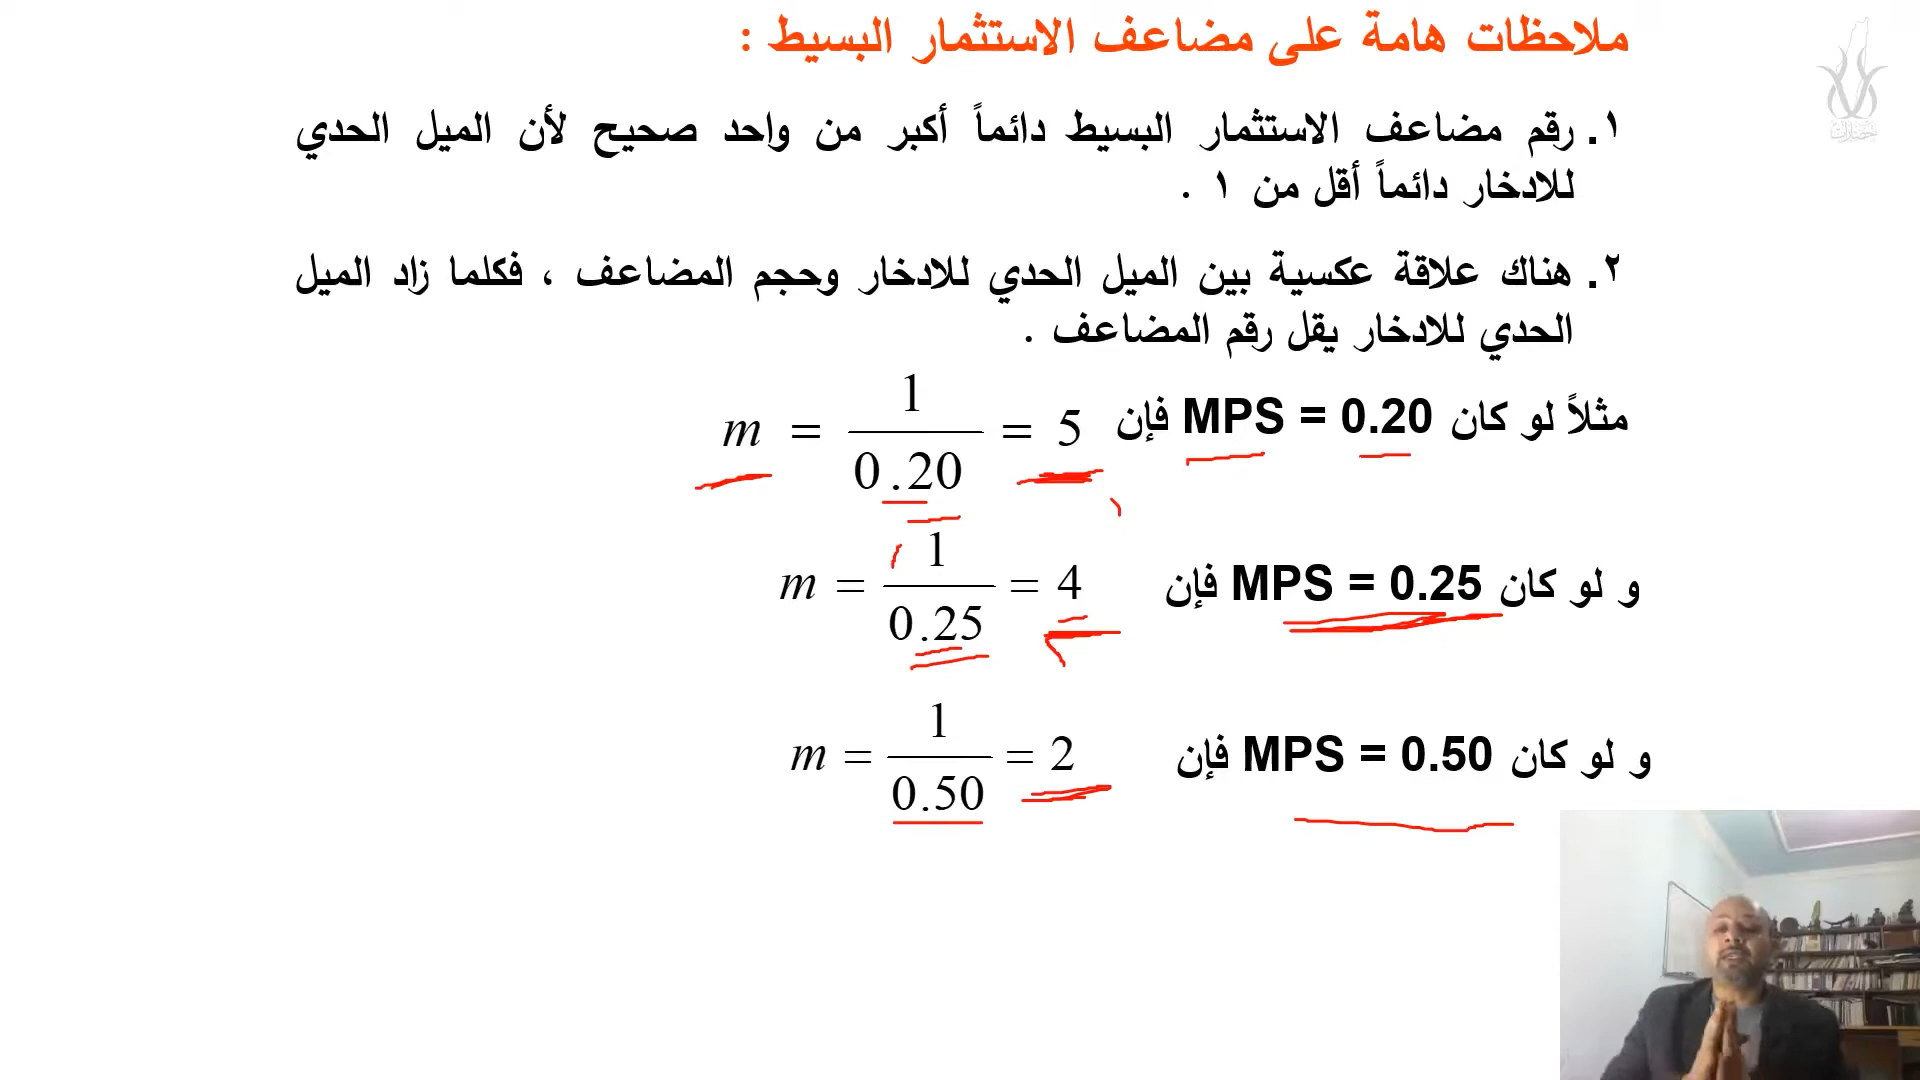 ملاحظات هامة على مضاعف الاستثمار البسيط :
١. رقم مضاعف الاستثمار البسيط دائماً أكبر من واحد صحيح لأن الميل الحدي
للادخار دائماً أقل من ١ .
٢. هناك علاقة عكسية بين الميل الحدي للادخار وحجم المضاعف ، فكلما زاد الميل
الحدي للادخار يقل رقم المضاعف .
مثلاً لو كان MPS = 0.20 فإن m = 1 / 0.20 = 5
و لو كان MPS = 0.25 فإن m = 1 / 0.25 = 4
و لو كان MPS = 0.50 فإن m = 1 / 0.50 = 2